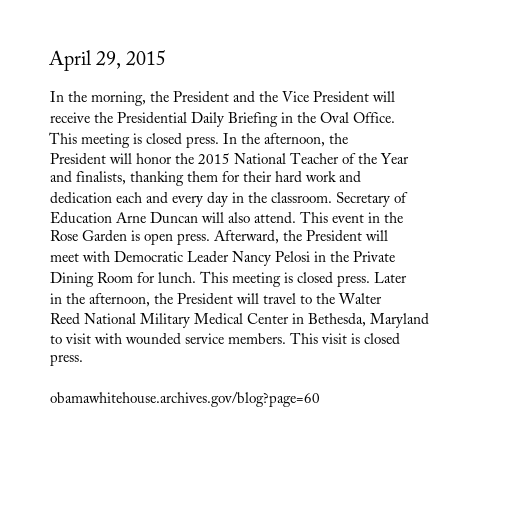 April 29, 2015
In the morning, the President and the Vice President will
receive the Presidential Daily Briefing in the Oval Office.
This meeting is closed press. In the afternoon, the
President will honor the 2015 National Teacher of the Year
and finalists, thanking them for their hard work and
dedication each and every day in the classroom. Secretary of
Education Arne Duncan will also attend. This event in the
Rose Garden is open press. Afterward, the President will
meet with Democratic Leader Nancy Pelosi in the Private
Dining Room for lunch. This meeting is closed press. Later
in the afternoon, the President will travel to the Walter
Reed National Military Medical Center in Bethesda, Maryland
to visit with wounded service members. This visit is closed
press.
obamawhitehouse.archives.gov/blog?page=60